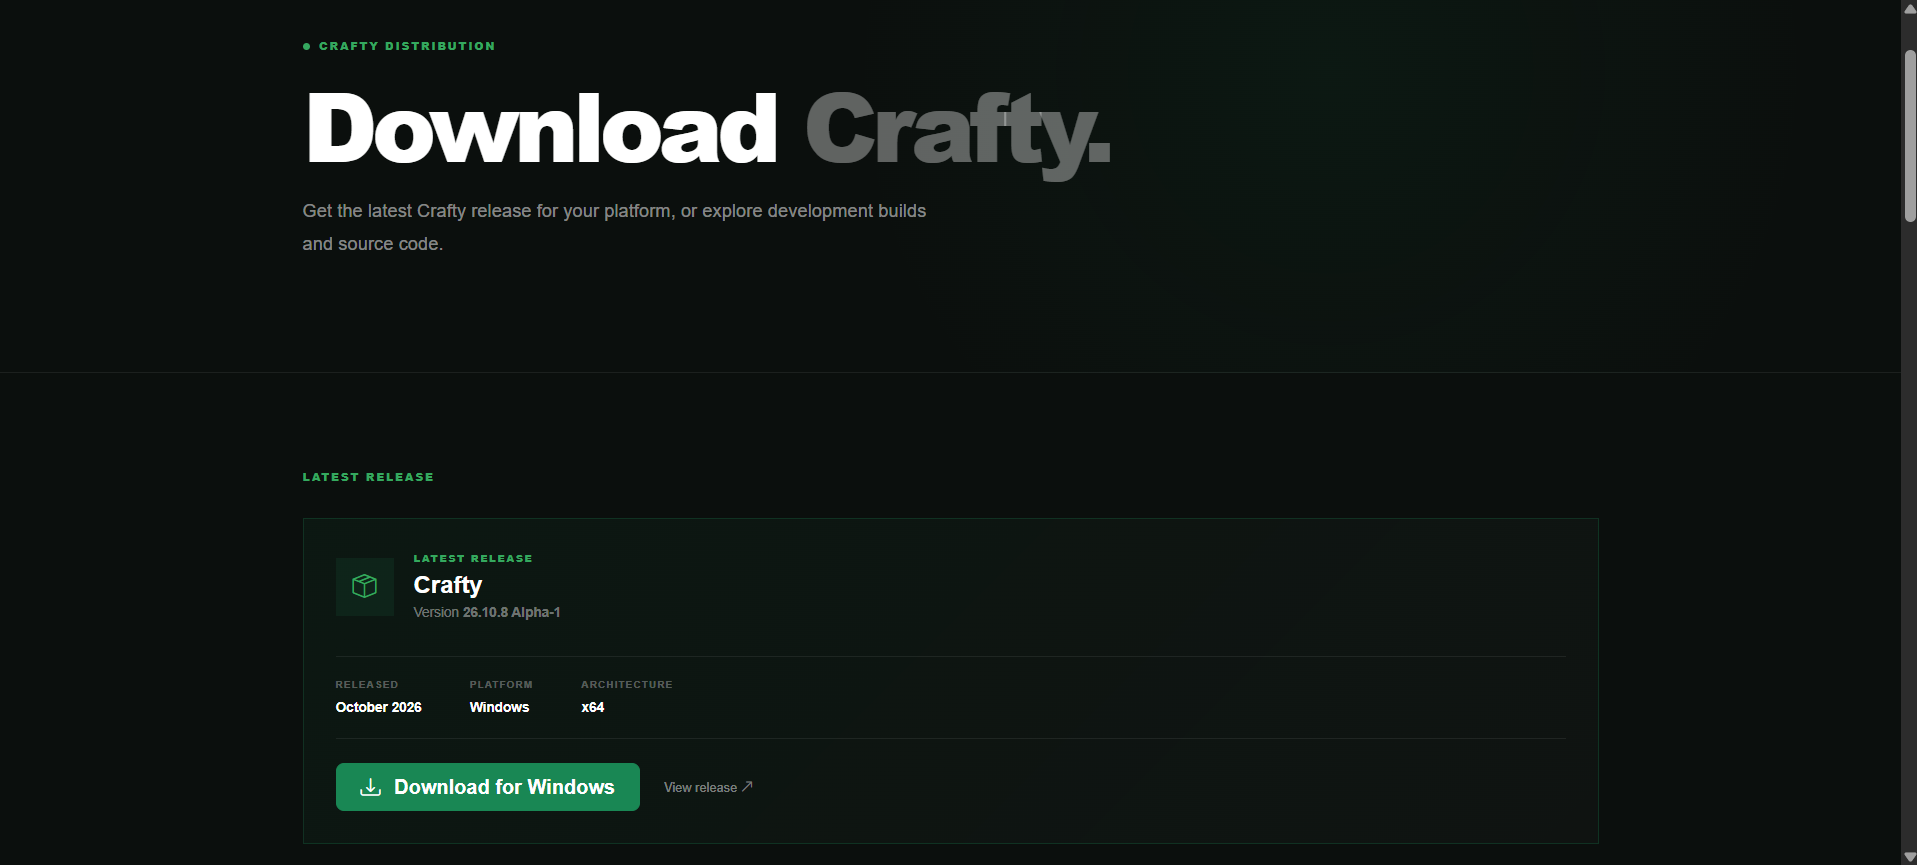 CRAFTY DISTRIBUTION
Download Crafty.
Get the latest Crafty release for your platform, or explore development builds
and source code.
LATEST RELEASE
LATEST RELEASE
Crafty
Version 26.10.8 Alpha-1
RELEASED PLATFORM ARCHITECTURE
October 2026 Windows x64
Download for Windows View release ↗